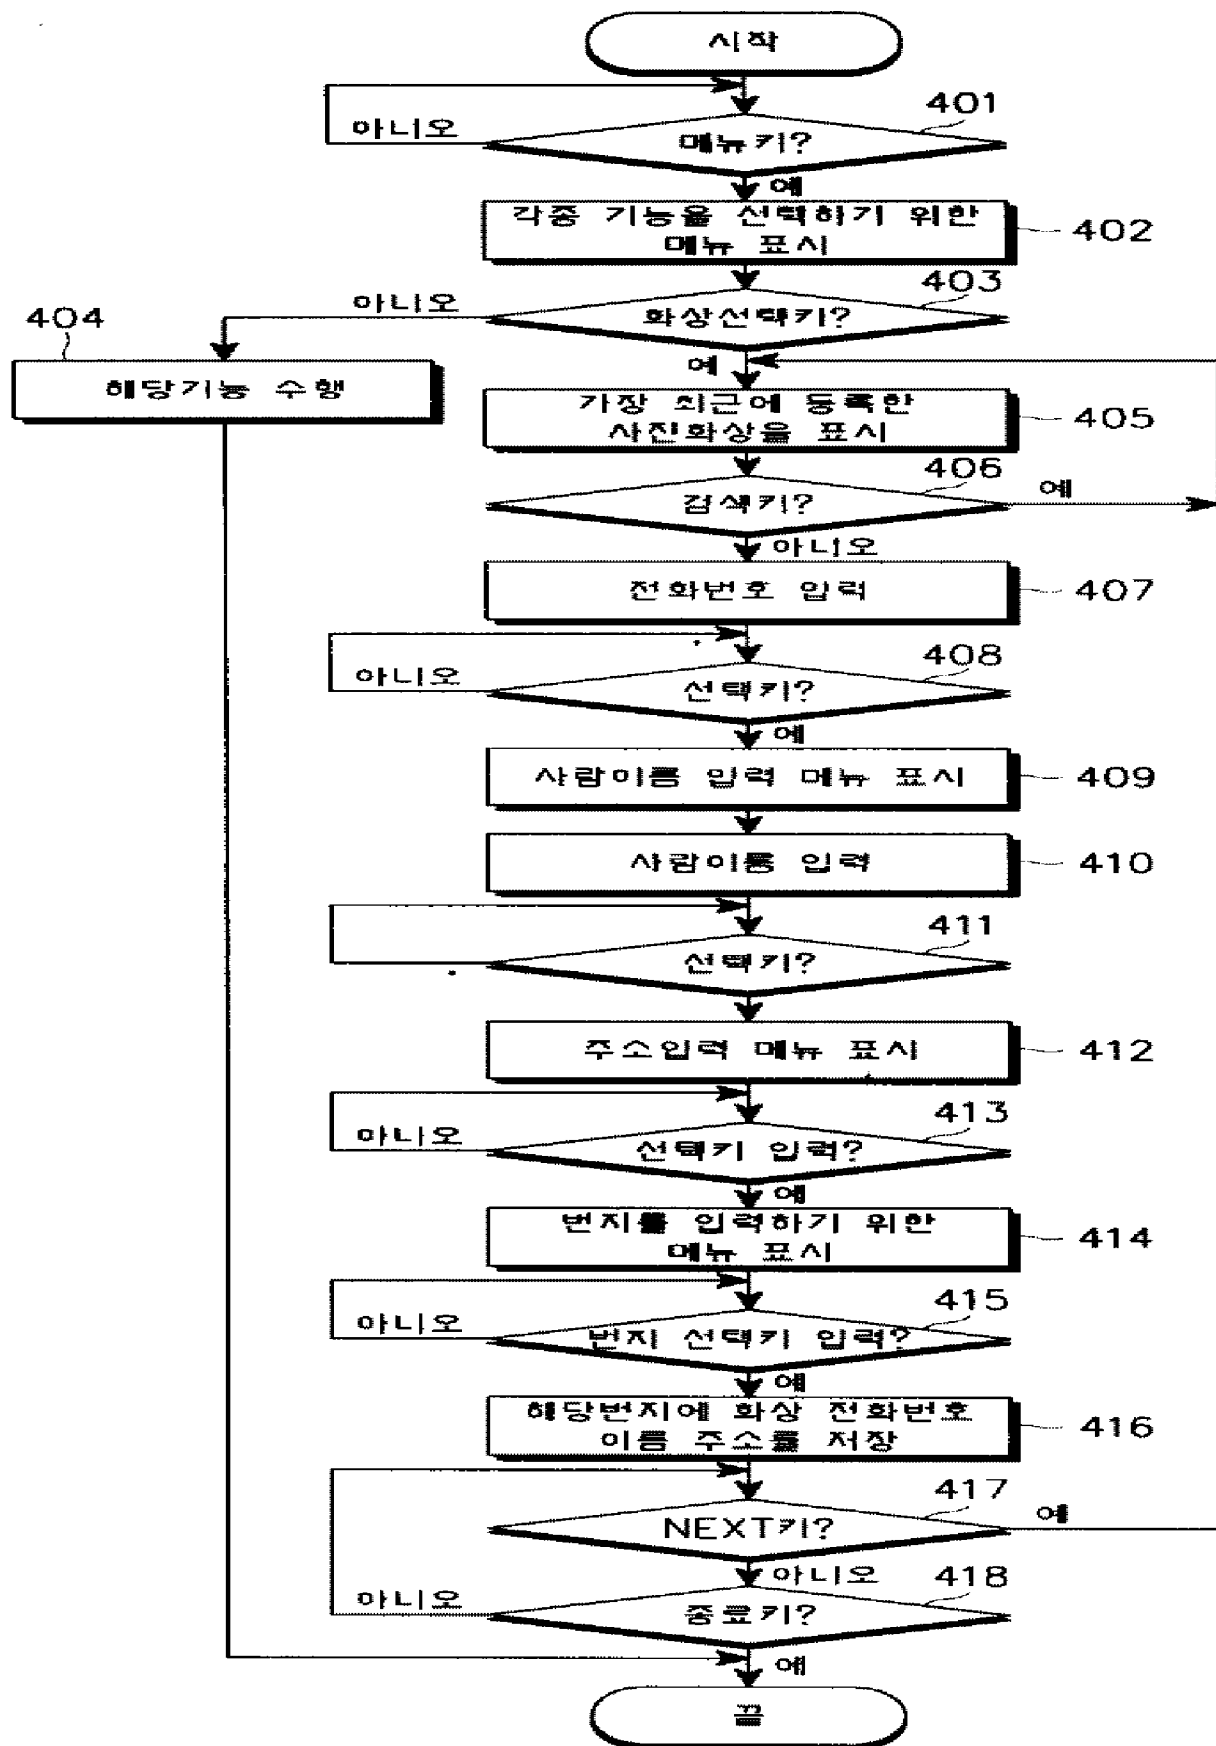 시작
401
아니오
메뉴키?
예
각종 기능을 선택하기 위한
메뉴 표시
402
403
아니오
화상선택키?
404
예
해당기능 수행
가장 최근에 등록한
사진화상을 표시
405
406
검색키?
예
아니오
전화번호 입력
407
408
아니오
선택키?
예
사람이름 입력 메뉴 표시
409
사람이름 입력
410
411
선택키?
주소입력 메뉴 표시
412
413
아니오
선택키 입력?
예
번지를 입력하기 위한
메뉴 표시
414
415
아니오
번지 선택키 입력?
예
해당번지에 화상 전화번호
이름 주소를 저장
416
417
NEXT키?
예
아니오
418
아니오
종료키?
예
끝